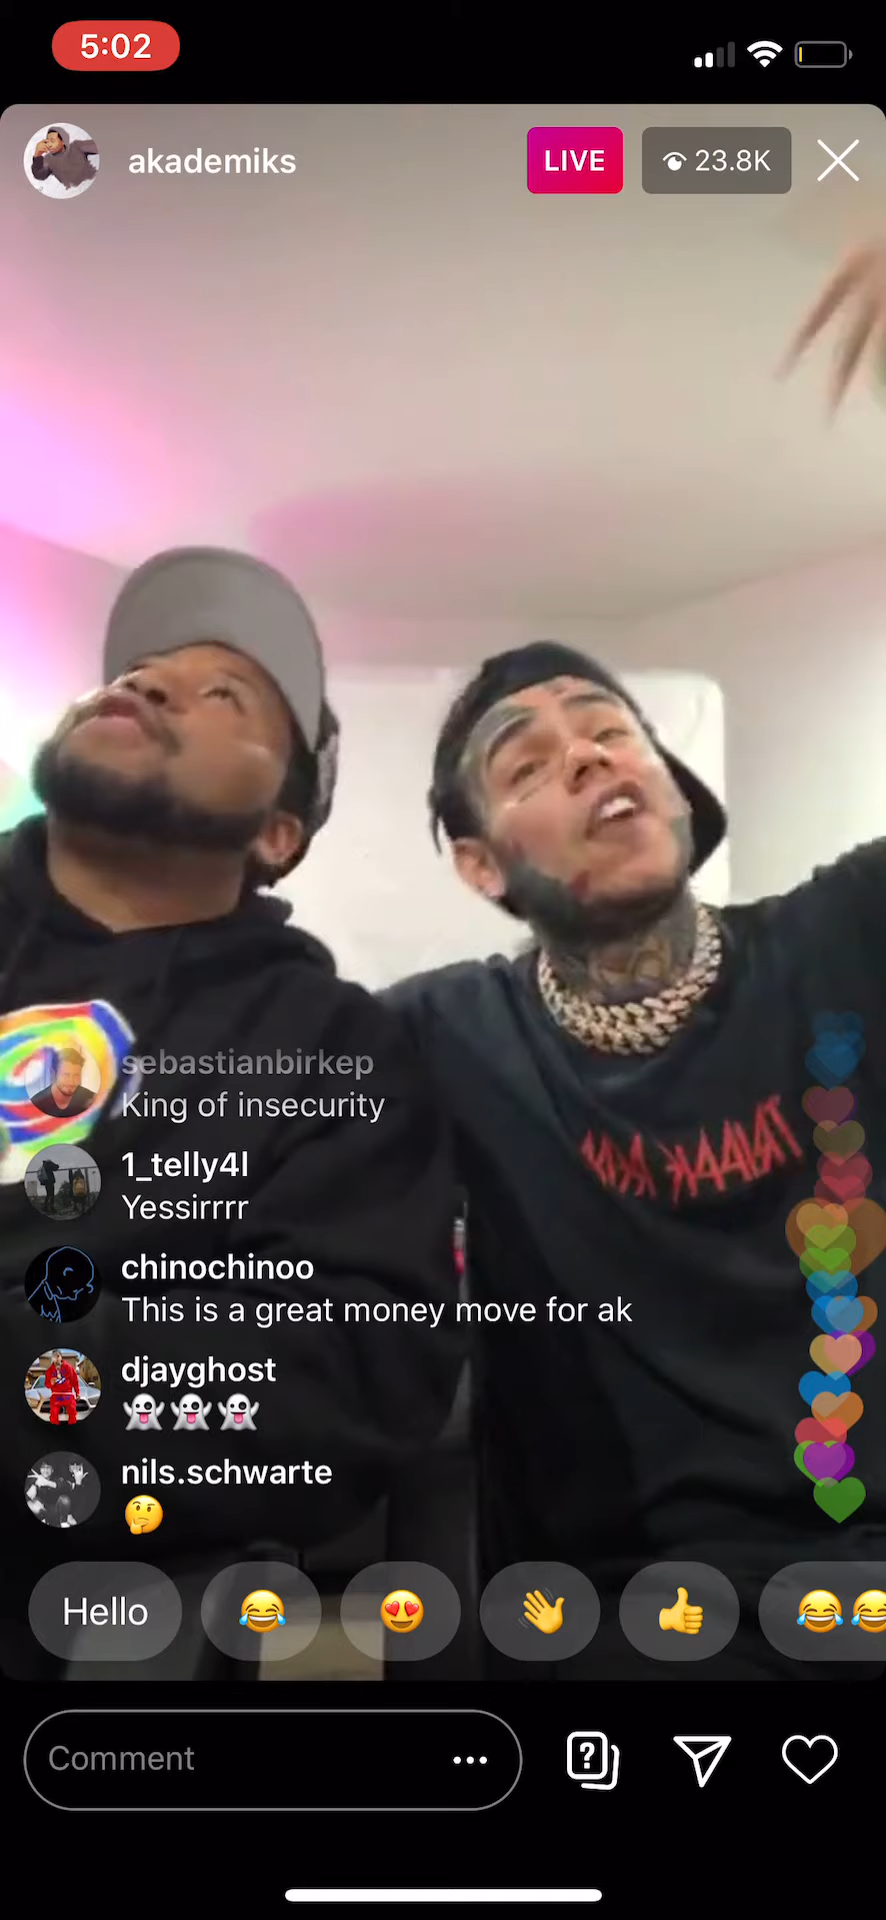 5:02
akademiks
LIVE
23.8K
sebastianbirkep
King of insecurity
1_telly4l
Yessirrrr
chinochinoo
This is a great money move for ak
djayghost
👻👻👻
nils.schwarte
🤔
Hello 😂 😍 👋 👍 😂😂
Comment